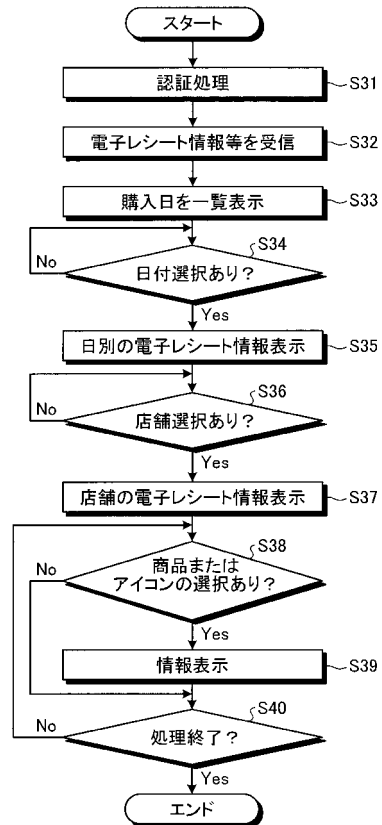 スタート
認証処理
S31
電子レシート情報等を受信
S32
購入日を一覧表示
S33
S34
日付選択あり?
No
Yes
日別の電子レシート情報表示
S35
S36
店舗選択あり?
No
Yes
店舗の電子レシート情報表示
S37
S38
商品または
アイコンの選択あり?
No
Yes
情報表示
S39
S40
処理終了?
No
Yes
エンド